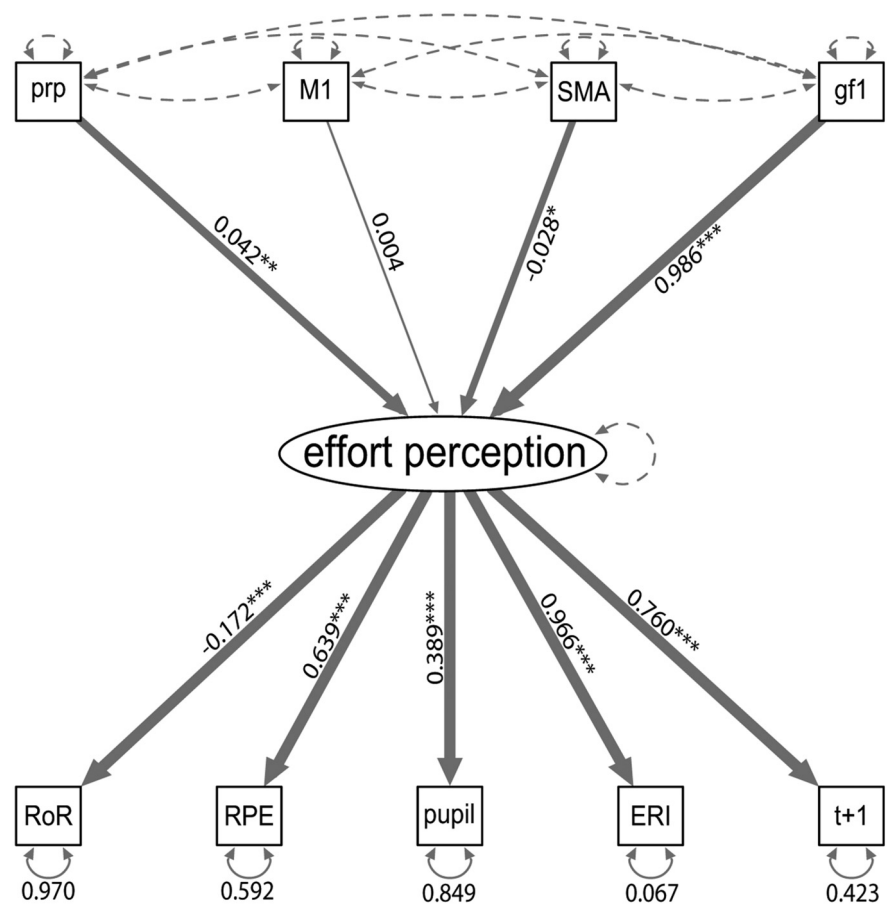 prp M1 SMA gf1
0.042** 0.004 -0.028* 0.986***
effort perception
-0.172*** 0.639*** 0.389*** 0.966*** 0.760***
RoR RPE pupil ERI t+1
0.970 0.592 0.849 0.067 0.423